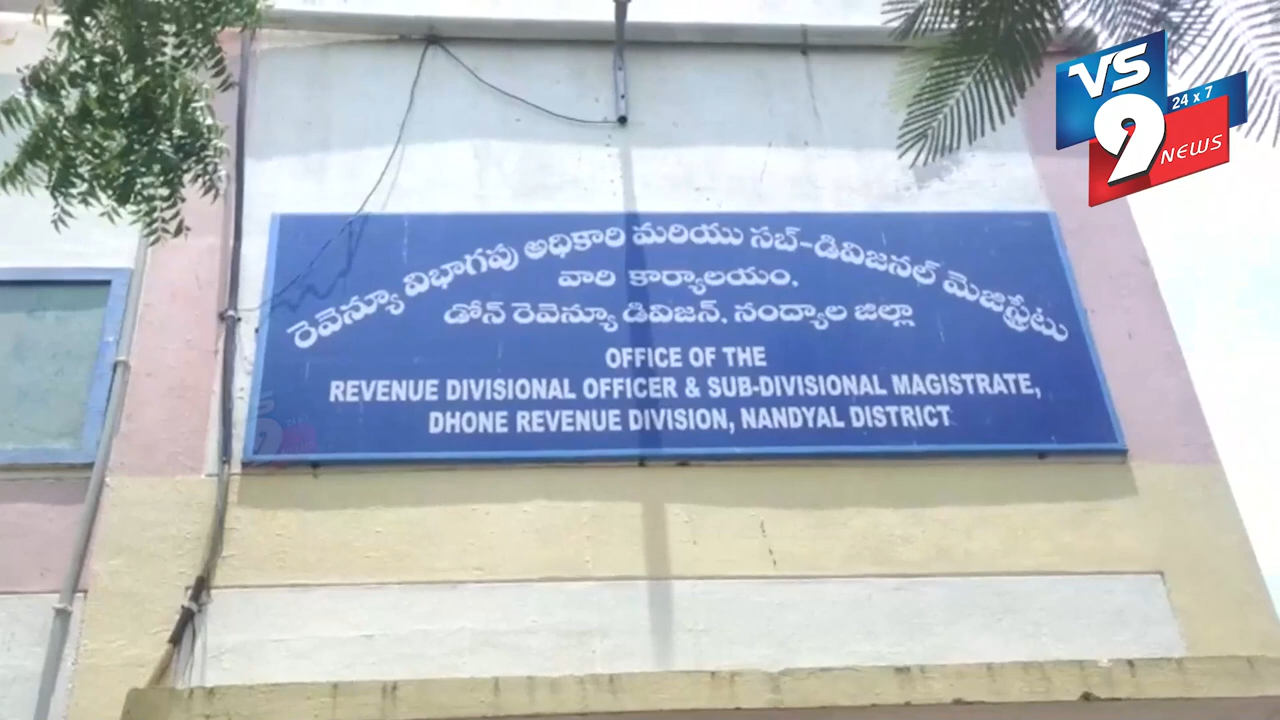 VS
24 x 7
9
NEWS
రెవెన్యూ విభాగపు అధికారి మరియు సబ్-డివిజనల్ మెజిస్ట్రేటు
వారి కార్యాలయం.
డోన్ రెవెన్యూ డివిజన్. నంద్యాల జిల్లా
OFFICE OF THE
REVENUE DIVISIONAL OFFICER & SUB-DIVISIONAL MAGISTRATE,
DHONE REVENUE DIVISION, NANDYAL DISTRICT